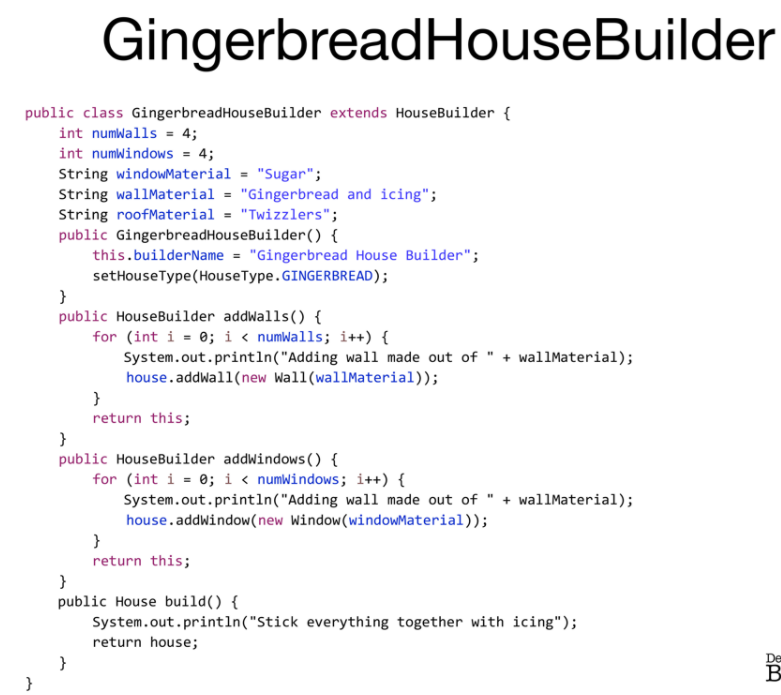 GingerbreadHouseBuilder
public class GingerbreadHouseBuilder extends HouseBuilder {
    int numWalls = 4;
    int numWindows = 4;
    String windowMaterial = "Sugar";
    String wallMaterial = "Gingerbread and icing";
    String roofMaterial = "Twizzlers";
    public GingerbreadHouseBuilder() {
        this.builderName = "Gingerbread House Builder";
        setHouseType(HouseType.GINGERBREAD);
    }
    public HouseBuilder addWalls() {
        for (int i = 0; i < numWalls; i++) {
            System.out.println("Adding wall made out of " + wallMaterial);
            house.addWall(new Wall(wallMaterial));
        }
        return this;
    }
    public HouseBuilder addWindows() {
        for (int i = 0; i < numWindows; i++) {
            System.out.println("Adding wall made out of " + wallMaterial);
            house.addWindow(new Window(windowMaterial));
        }
        return this;
    }
    public House build() {
        System.out.println("Stick everything together with icing");
        return house;
    }
}